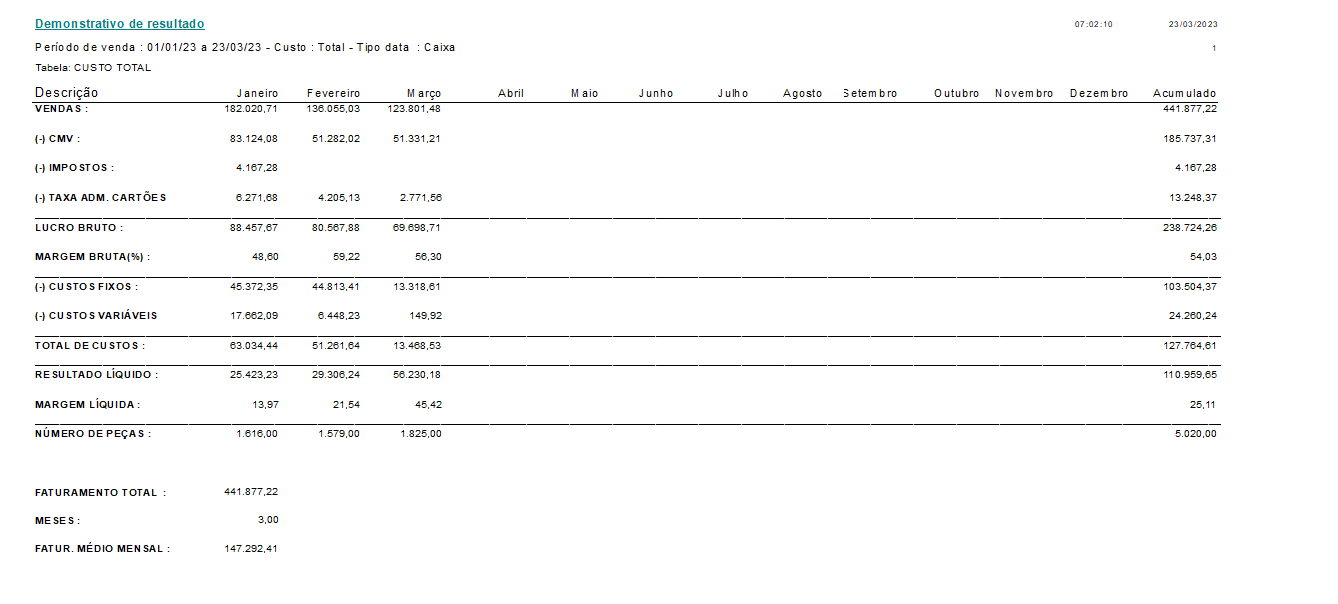 Demonstrativo de resultado 07:02:10 23/03/2023
Período de venda : 01/01/23 a 23/03/23 - Custo : Total - Tipo data : Caixa 1
Tabela: CUSTO TOTAL
Descrição Janeiro Fevereiro Março Abril Maio Junho Julho Agosto Setembro Outubro Novembro Dezembro Acumulado
VENDAS : 182.020,71 136.055,03 123.801,48 441.877,22
(-) CMV : 83.124,08 51.282,02 51.331,21 185.737,31
(-) IMPOSTOS : 4.167,28 4.167,28
(-) TAXA ADM. CARTÕES 6.271,68 4.205,13 2.771,56 13.248,37
LUCRO BRUTO : 88.457,67 80.567,88 69.698,71 238.724,26
MARGEM BRUTA(%) : 48,60 59,22 56,30 54,03
(-) CUSTOS FIXOS : 45.372,35 44.813,41 13.318,61 103.504,37
(-) CUSTOS VARIÁVEIS 17.662,09 6.448,23 149,92 24.260,24
TOTAL DE CUSTOS : 63.034,44 51.261,64 13.468,53 127.764,61
RESULTADO LÍQUIDO : 25.423,23 29.306,24 56.230,18 110.959,65
MARGEM LÍQUIDA : 13,97 21,54 45,42 25,11
NÚMERO DE PEÇAS : 1.616,00 1.579,00 1.825,00 5.020,00
FATURAMENTO TOTAL : 441.877,22
MESES : 3,00
FATUR. MÉDIO MENSAL : 147.292,41